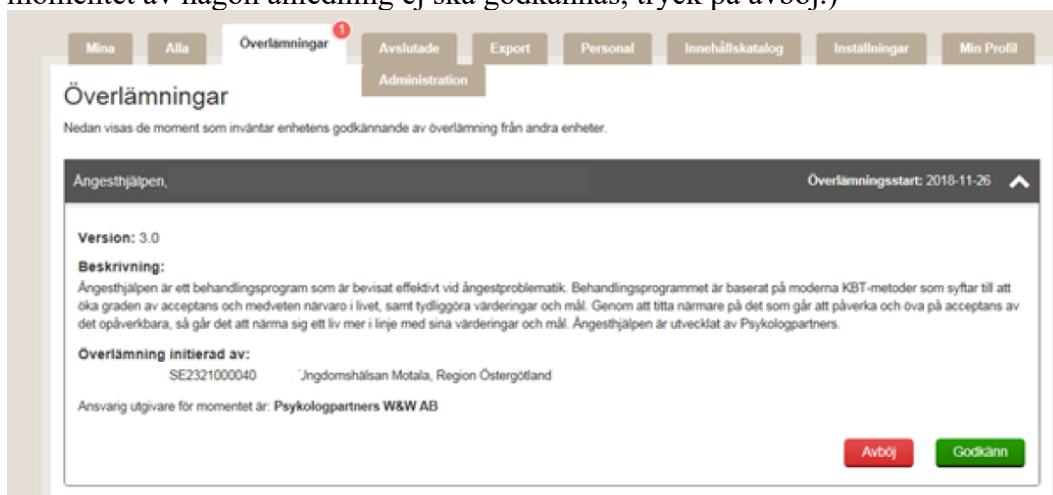 momentet av någon anledning ej ska godkännas, tryck på avböj.)
Mina Alla Överlämningar 1 Avslutade Export Personal Innehållskatalog Inställningar Min Profil
Administration
Överlämningar
Nedan visas de moment som inväntar enhetens godkännande av överlämning från andra enheter.
Ångesthjälpen, Överlämningsstart: 2018-11-26
Version: 3.0
Beskrivning:
Ångesthjälpen är ett behandlingsprogram som är bevisat effektivt vid ångestproblematik. Behandlingsprogrammet är baserat på moderna KBT-metoder som syftar till att
öka graden av acceptans och medveten närvaro i livet, samt tydliggöra värderingar och mål. Genom att titta närmare på det som går att påverka och öva på acceptans av
det opåverkbara, så går det att närma sig ett liv mer i linje med sina värderingar och mål. Ångesthjälpen är utvecklat av Psykologpartners.
Överlämning initierad av:
SE2321000040 Ungdomshälsan Motala, Region Östergötland
Ansvarig utgivare för momentet är: Psykologpartners W&W AB
Avböj Godkänn